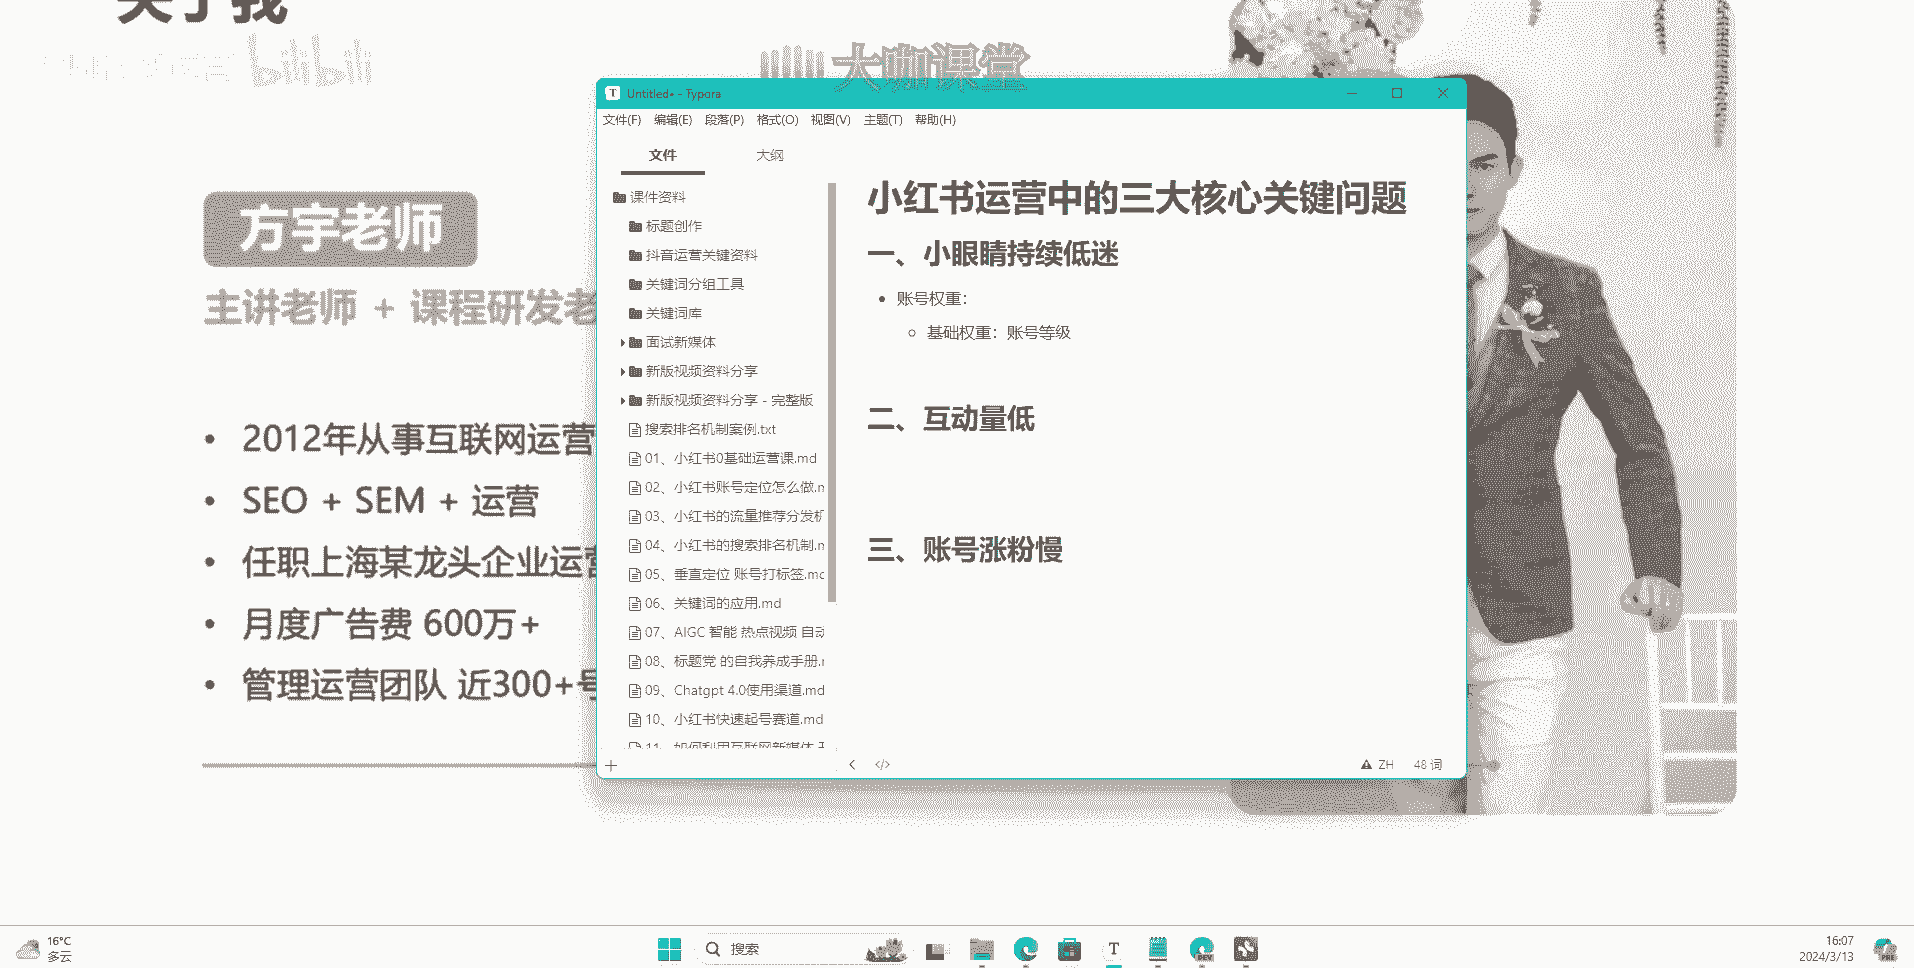 关于我
bilibili
大咖课堂
方宇老师
主讲老师 + 课程研发老
2012年从事互联网运营
SEO + SEM + 运营
任职上海某龙头企业运营
月度广告费 600万+
管理运营团队 近300+号
Untitled• - Typora
文件(F) 编辑(E) 段落(P) 格式(O) 视图(V) 主题(T) 帮助(H)
文件 大纲
课件资料
标题创作
抖音运营关键资料
关键词分组工具
关键词库
面试新媒体
新版视频资料分享
新版视频资料分享 - 完整版
搜索排名机制案例.txt
01、小红书0基础运营课.md
02、小红书账号定位怎么做.m
03、小红书的流量推荐分发机
04、小红书的搜索排名机制.m
05、垂直定位 账号打标签.md
06、关键词的应用.md
07、AIGC 智能 热点视频 自动
08、标题党 的自我养成手册.m
09、Chatgpt 4.0使用渠道.md
10、小红书快速起号赛道.md
11、如何利用互联网新媒体
小红书运营中的三大核心关键问题
一、小眼睛持续低迷
账号权重：
基础权重：账号等级
二、互动量低
三、账号涨粉慢
ZH 48 词
16°C
多云
搜索
T
DEV
16:07
2024/3/13
PRE